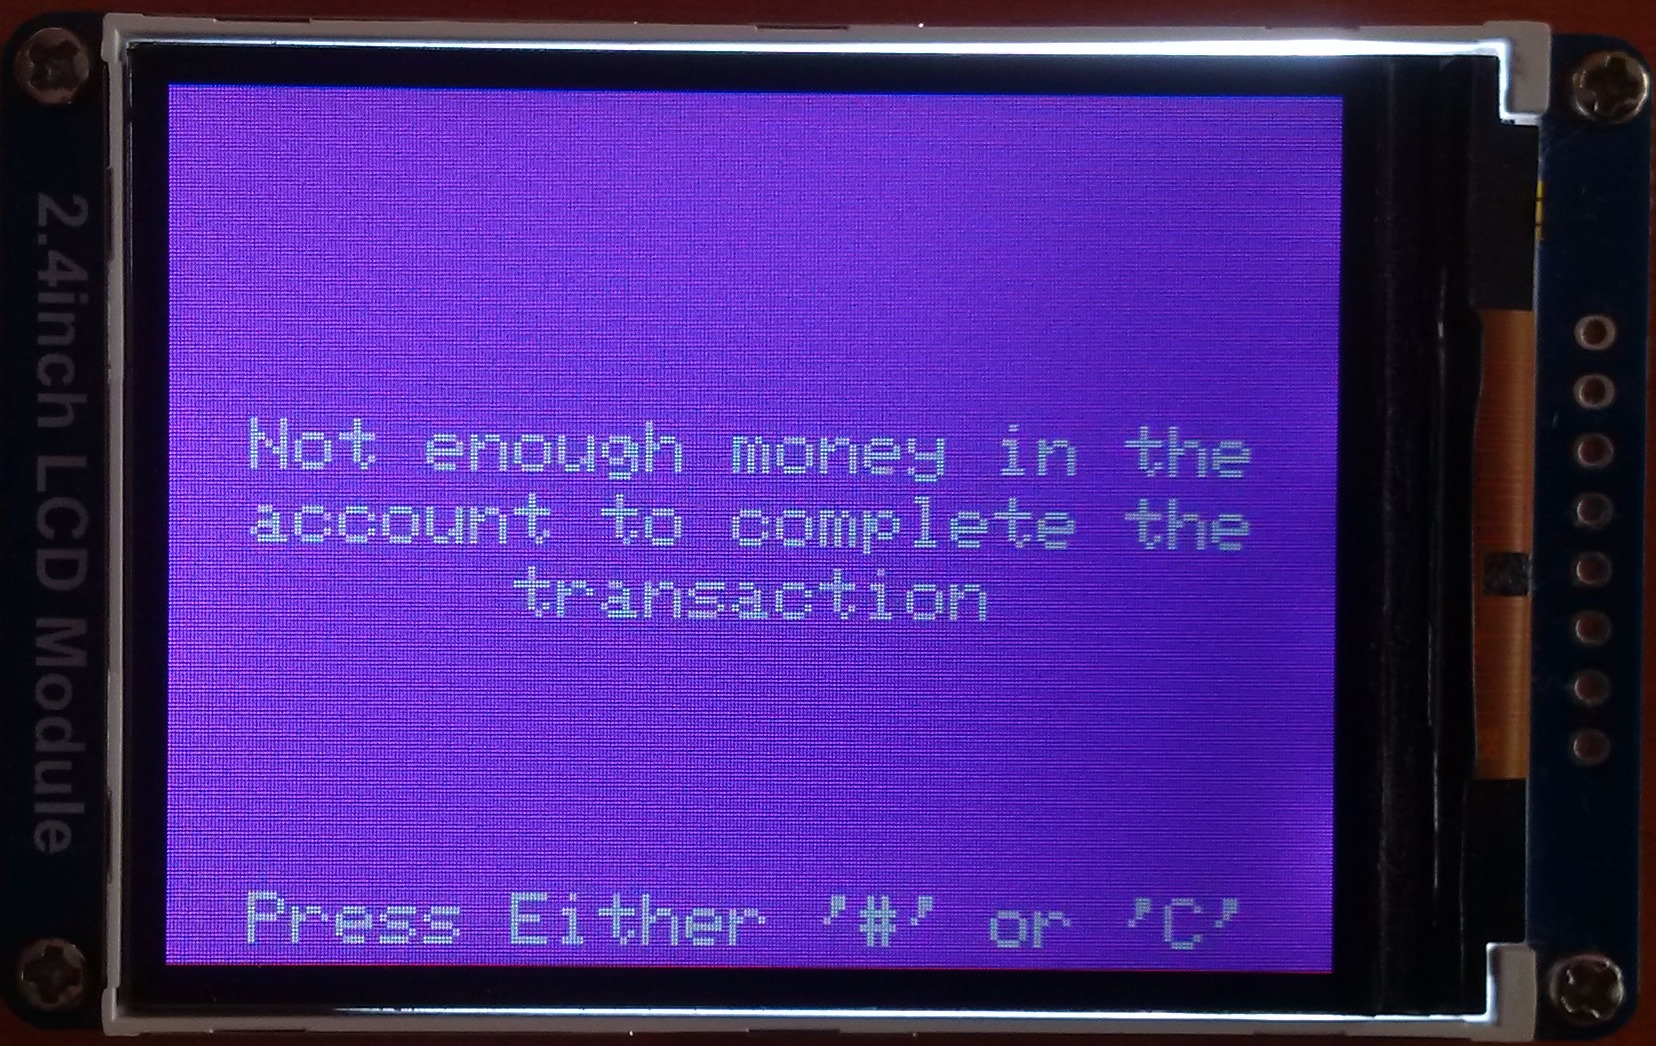 2.4inch LCD Module
Not enough money in the
account to complete the
transaction
Press Either '#' or 'C'